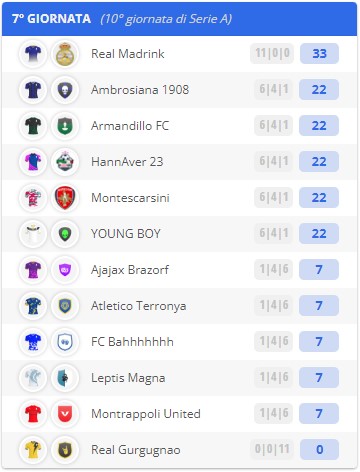 7º GIORNATA (10º giornata di Serie A)
Real Madrink 11|0|0 33
Ambrosiana 1908 6|4|1 22
Armandillo FC 6|4|1 22
HannAver 23 6|4|1 22
Montescarsini 6|4|1 22
YOUNG BOY 6|4|1 22
Ajajax Brazorf 1|4|6 7
Atletico Terronya 1|4|6 7
FC Bahhhhhhh 1|4|6 7
Leptis Magna 1|4|6 7
Montrappoli United 1|4|6 7
Real Gurgugnao 0|0|11 0